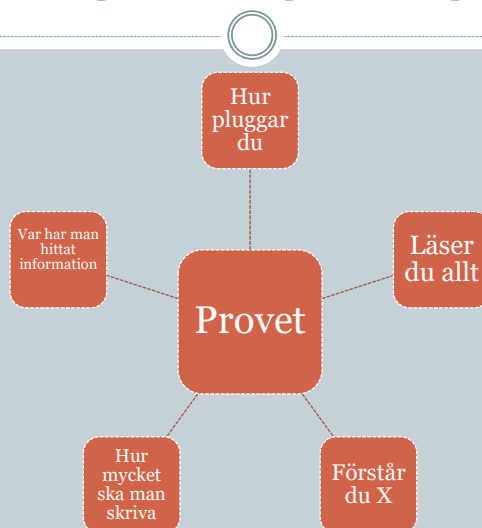 Hur
pluggar
du
Var har man
hittat
information
Läser
du allt
Provet
Hur
mycket
ska man
skriva
Förstår
du X